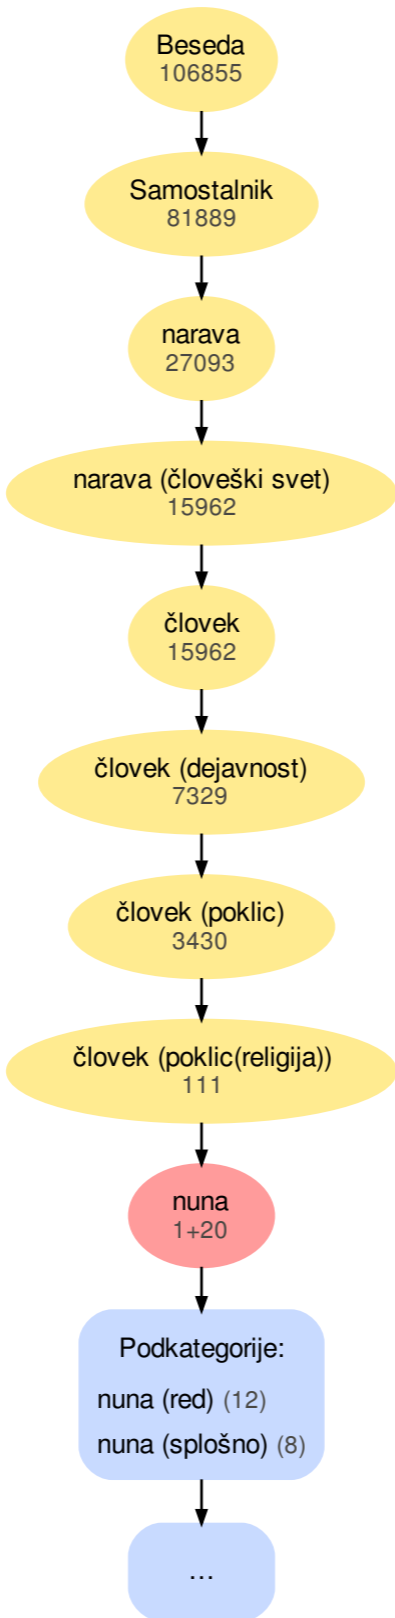 Beseda
106855
Samostalnik
81889
narava
27093
narava (človeški svet)
15962
človek
15962
človek (dejavnost)
7329
človek (poklic)
3430
človek (poklic(religija))
111
nuna
1+20
Podkategorije:
nuna (red) (12)
nuna (splošno) (8)
...